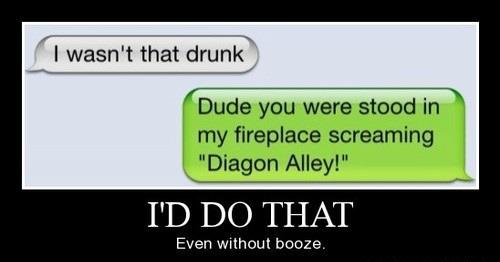 I wasn't that drunk
Dude you were stood in
my fireplace screaming
"Diagon Alley!"
I'D DO THAT
Even without booze.